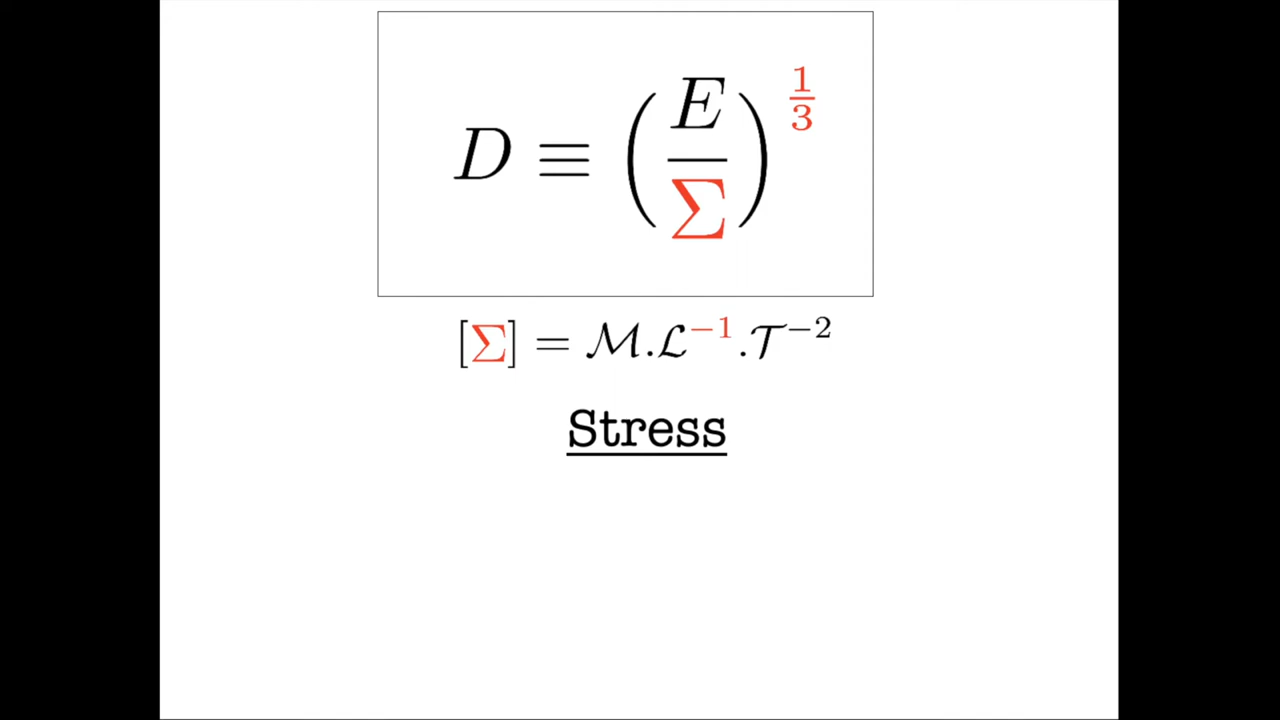 D ≡ (E/Σ)^{1/3}
[Σ] = ℳ.ℒ^{−1}.𝒯^{−2}
Stress